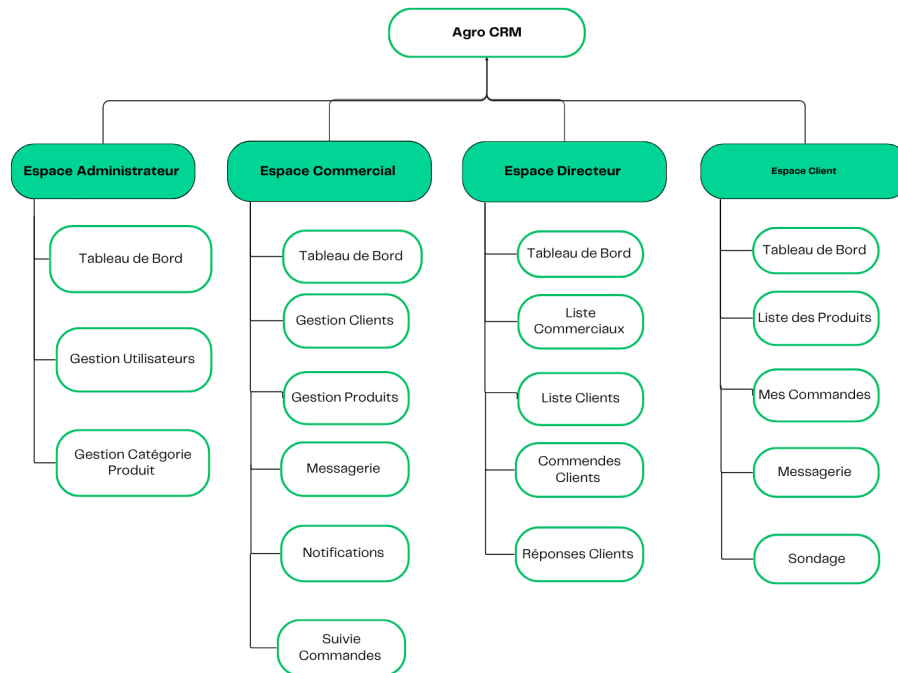 Agro CRM
Espace Administrateur
Espace Commercial
Espace Directeur
Espace Client
Tableau de Bord
Gestion Utilisateurs
Gestion Catégorie
Produit
Tableau de Bord
Gestion Clients
Gestion Produits
Messagerie
Notifications
Suivie
Commandes
Tableau de Bord
Liste
Commerciaux
Liste Clients
Commendes
Clients
Réponses Clients
Tableau de Bord
Liste des Produits
Mes Commandes
Messagerie
Sondage